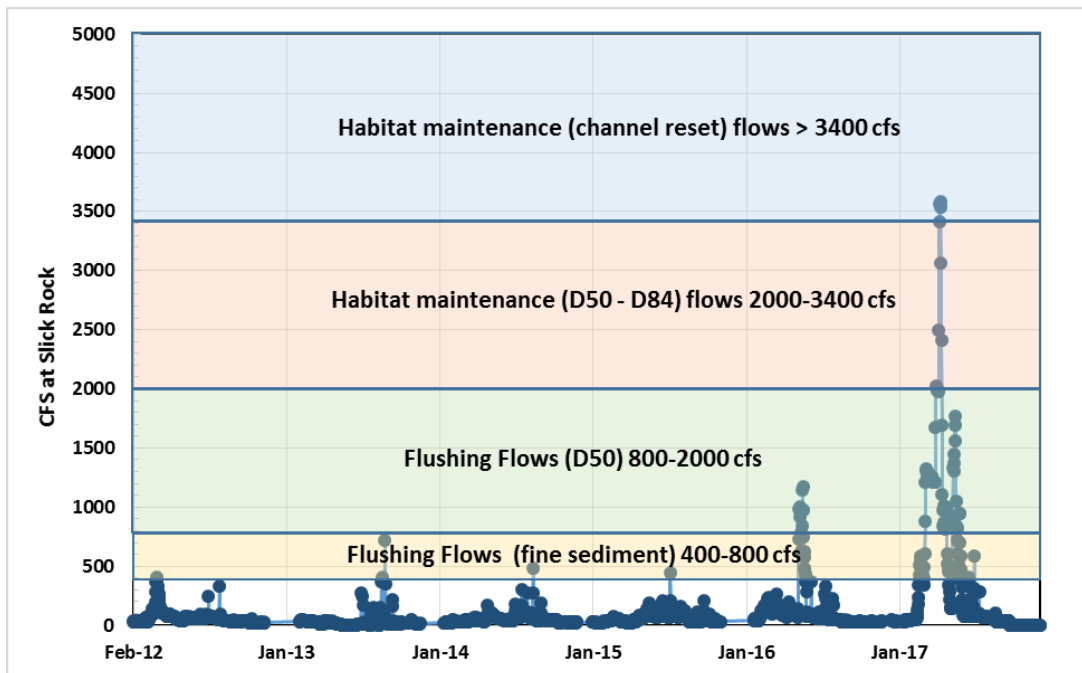 5000
4500
Habitat maintenance (channel reset) flows > 3400 cfs
4000
3500
3000
Habitat maintenance (D50 - D84) flows 2000-3400 cfs
2500
2000
1500
Flushing Flows (D50) 800-2000 cfs
1000
Flushing Flows (fine sediment) 400-800 cfs
500
0
CFS at Slick Rock
Feb-12 Jan-13 Jan-14 Jan-15 Jan-16 Jan-17